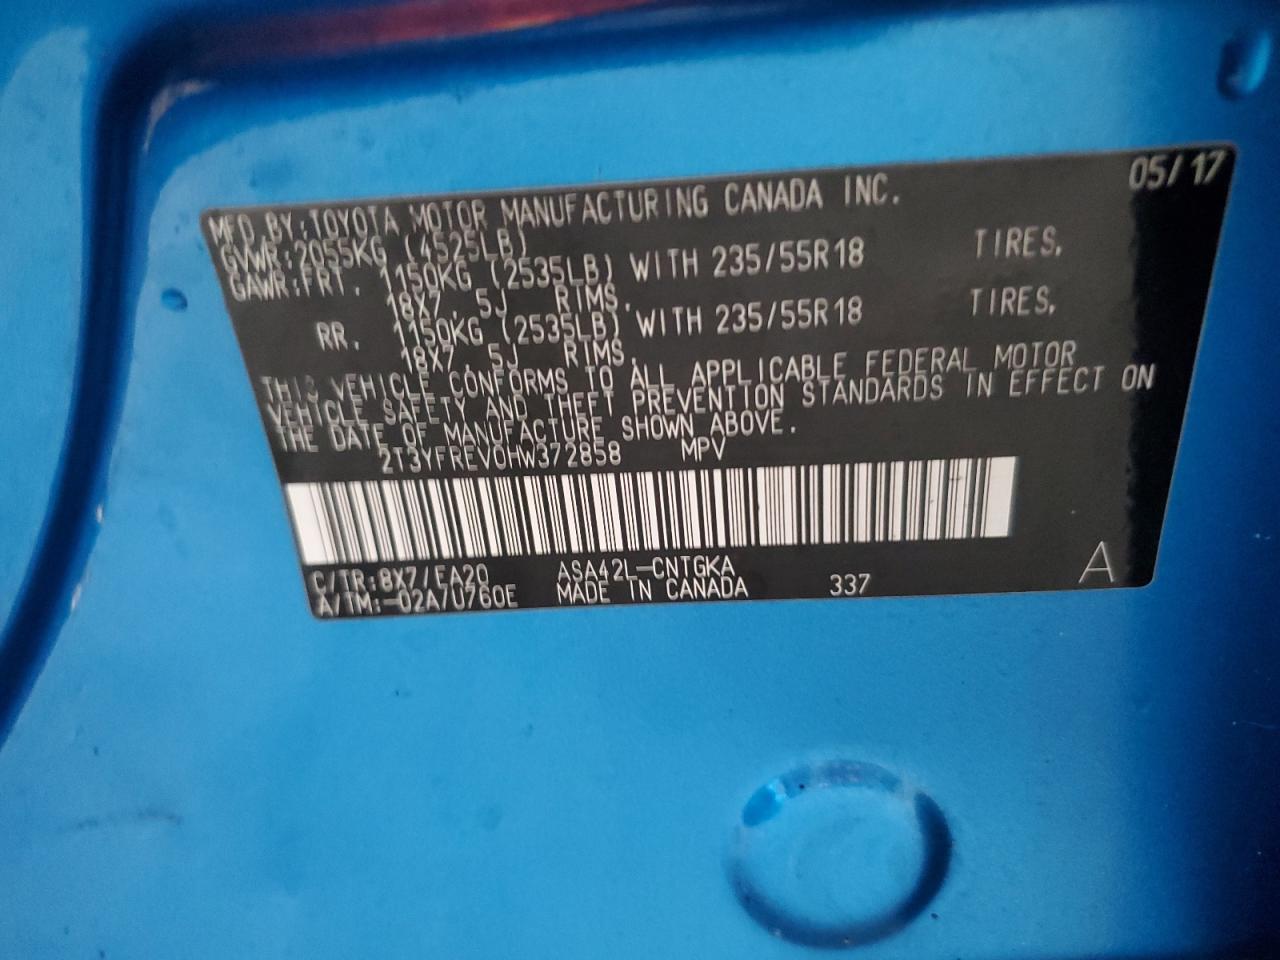 05/17
MFD BY:TOYOTA MOTOR MANUFACTURING CANADA INC.
GVWR:2055KG (4525LB)
GAWR:FRT. 1150KG (2535LB) WITH 235/55R18 TIRES,
18X7.5J RIMS.
RR. 1150KG (2535LB) WITH 235/55R18 TIRES,
18X7.5J RIMS.
THIS VEHICLE CONFORMS TO ALL APPLICABLE FEDERAL MOTOR
VEHICLE SAFETY AND THEFT PREVENTION STANDARDS IN EFFECT ON
THE DATE OF MANUFACTURE SHOWN ABOVE.
2T3YFREV0HW372858 MPV
C/TR:8X7/EA20 ASA42L-CNTGKA
A/TM:-02A/U760E MADE IN CANADA 337 A